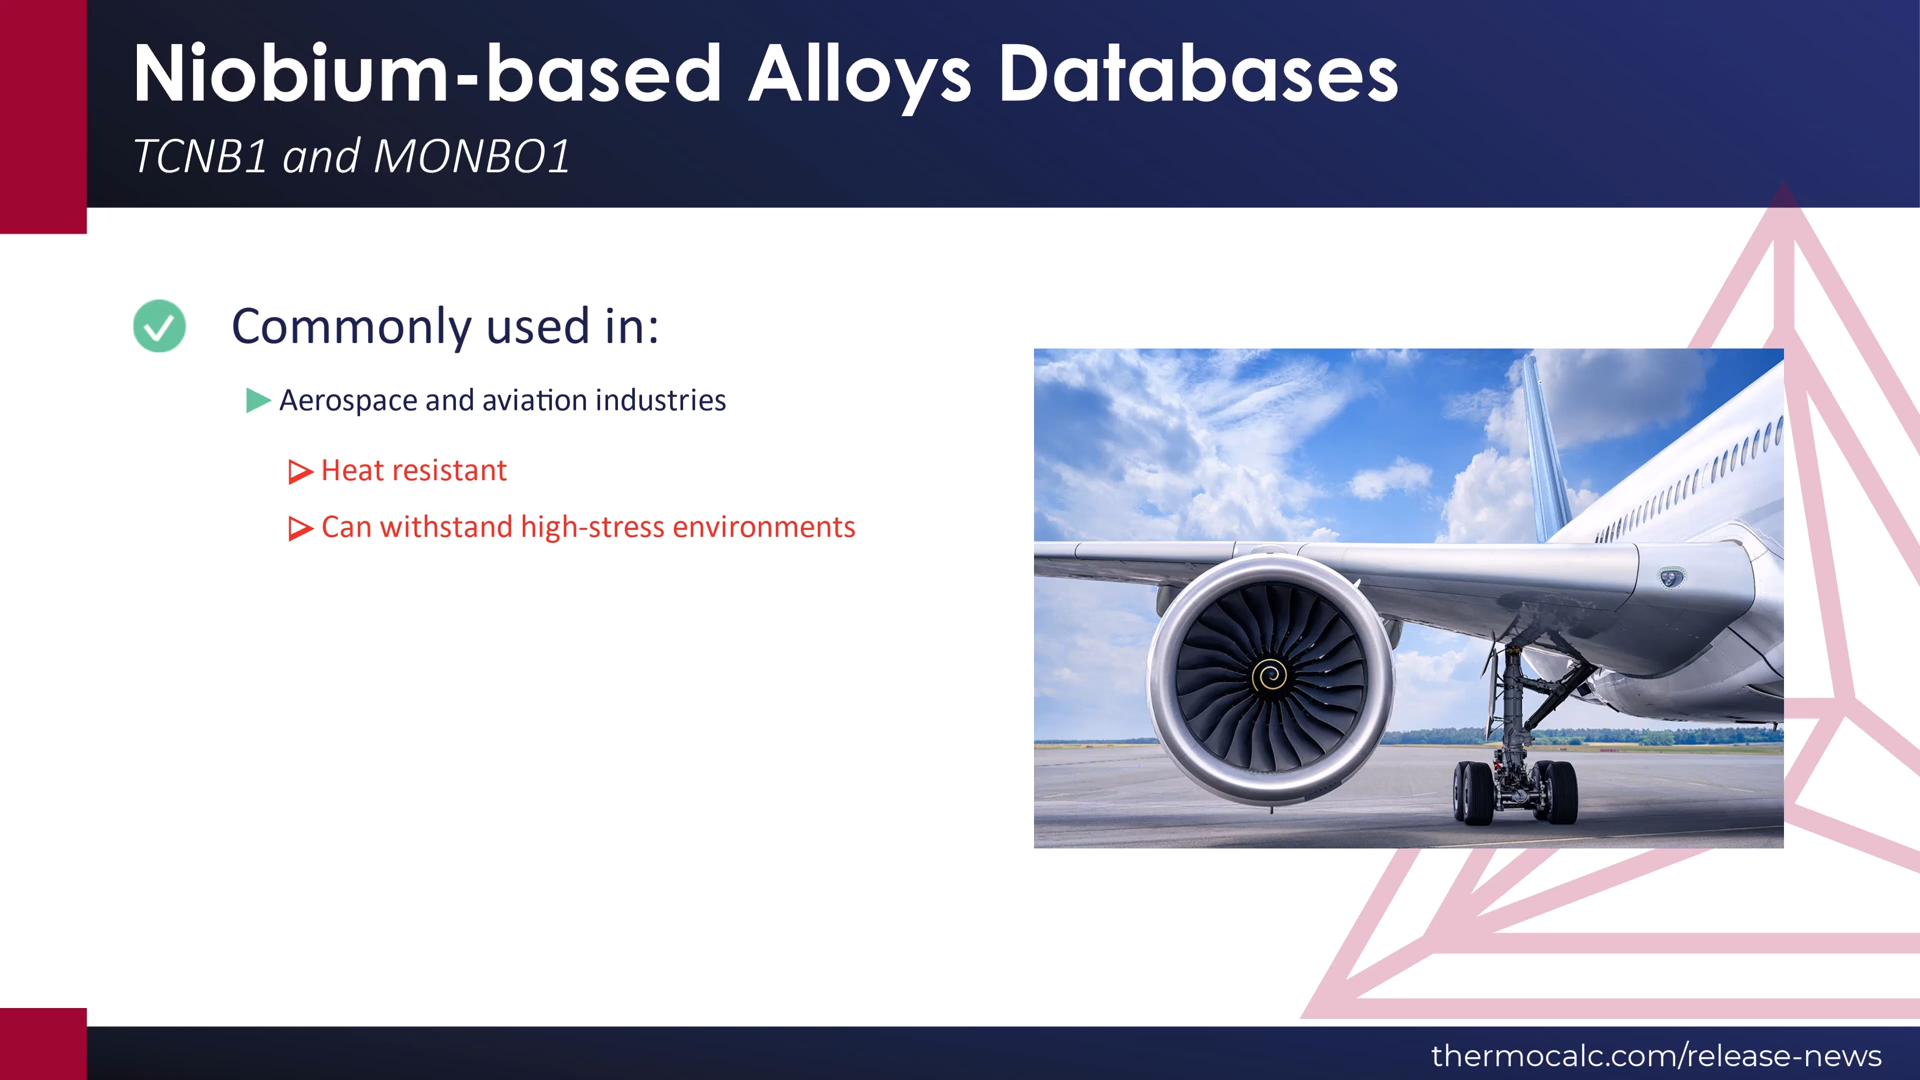 Niobium-based Alloys Databases
TCNB1 and MONBO1
Commonly used in:
Aerospace and aviation industries
Heat resistant
Can withstand high-stress environments
thermocalc.com/release-news